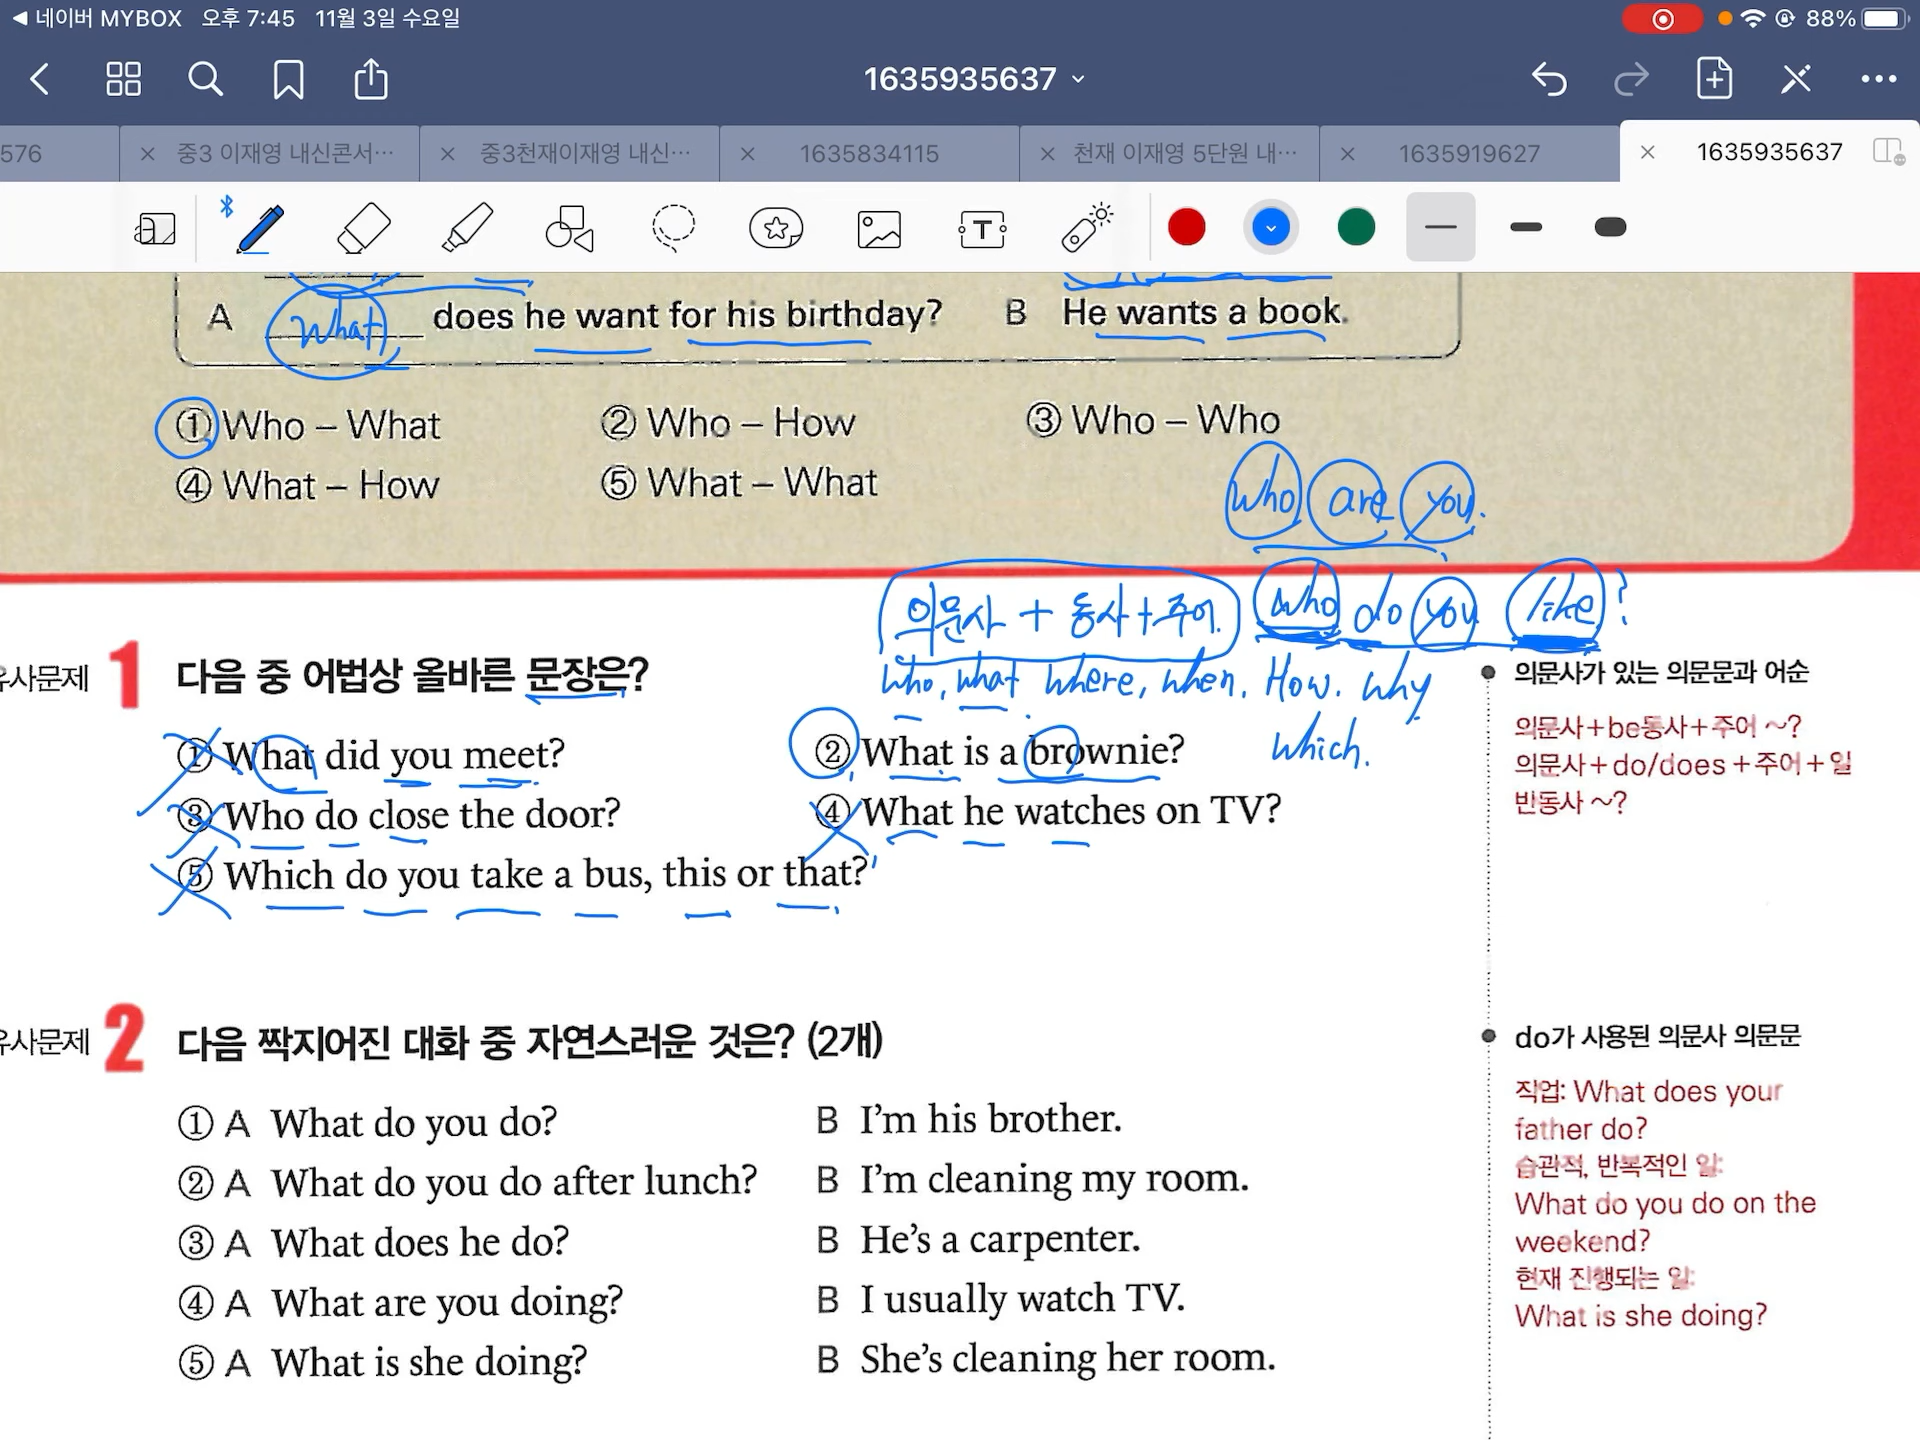 네이버 MYBOX 오후 7:45 11월 3일 수요일
88%
1635935637
576
중3 이재영 내신콘서…
중3천재이재영 내신…
1635834115
천재 이재영 5단원 내…
1635919627
1635935637
A What does he want for his birthday? B He wants a book.
① Who – What ② Who – How ③ Who – Who
④ What – How ⑤ What – What
who are you.
의문사 + 동사+주어. who do you like?
who, what where, when. How. why
which.
유사문제 1 다음 중 어법상 올바른 문장은?
① What did you meet? ② What is a brownie?
③ Who do close the door? ④ What he watches on TV?
⑤ Which do you take a bus, this or that?
의문사가 있는 의문문과 어순
의문사+be동사+주어 ~?
의문사+do/does+주어+일
반동사 ~?
유사문제 2 다음 짝지어진 대화 중 자연스러운 것은? (2개)
① A What do you do? B I'm his brother.
② A What do you do after lunch? B I'm cleaning my room.
③ A What does he do? B He's a carpenter.
④ A What are you doing? B I usually watch TV.
⑤ A What is she doing? B She's cleaning her room.
do가 사용된 의문사 의문문
직업: What does your
father do?
습관적, 반복적인 일:
What do you do on the
weekend?
현재 진행되는 일:
What is she doing?